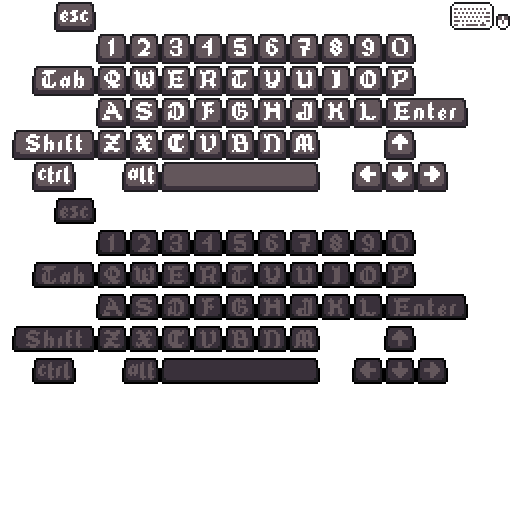 esc
1 2 3 4 5 6 7 8 9 0
Tab Q W E R T Y U I O P
A S D F G H J K L Enter
Shift Z X C V B N M ↑
ctrl alt ← ↓ →
esc
1 2 3 4 5 6 7 8 9 0
Tab Q W E R T Y U I O P
A S D F G H J K L Enter
Shift Z X C V B N M ↑
ctrl alt ← ↓ →